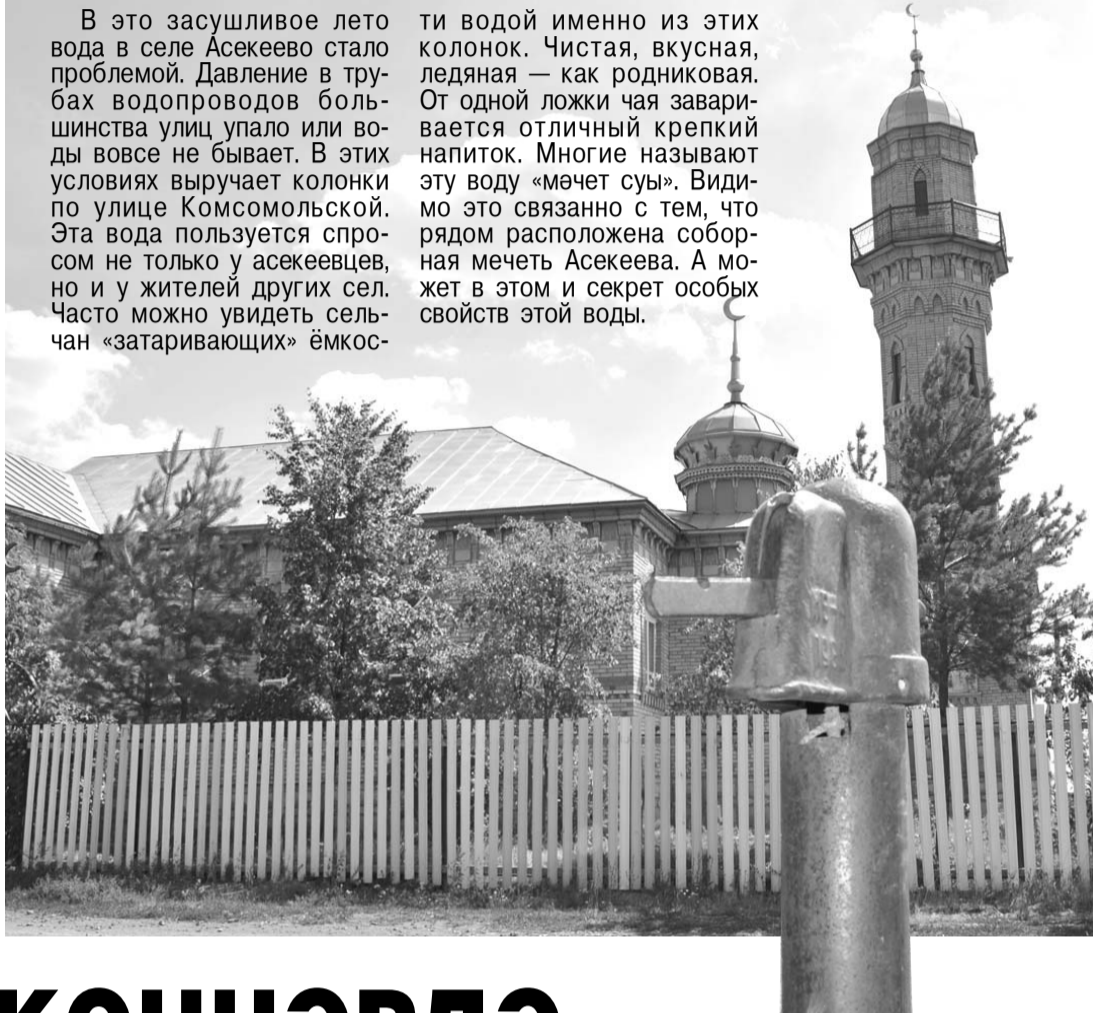 В это засушливое лето
вода в селе Асекеево стало
проблемой. Давление в тру-
бах водопроводов боль-
шинства улиц упало или во-
ды вовсе не бывает. В этих
условиях выручает колонки
по улице Комсомольской.
Эта вода пользуется спро-
сом не только у асекеевцев,
но и у жителей других сел.
Часто можно увидеть сель-
чан «затаривающих» ёмкос-
ти водой именно из этих
колонок. Чистая, вкусная,
ледяная — как родниковая.
От одной ложки чая завари-
вается отличный крепкий
напиток. Многие называют
эту воду «мәчет суы». Види-
мо это связанно с тем, что
рядом расположена собор-
ная мечеть Асекеева. А мо-
жет в этом и секрет особых
свойств этой воды.